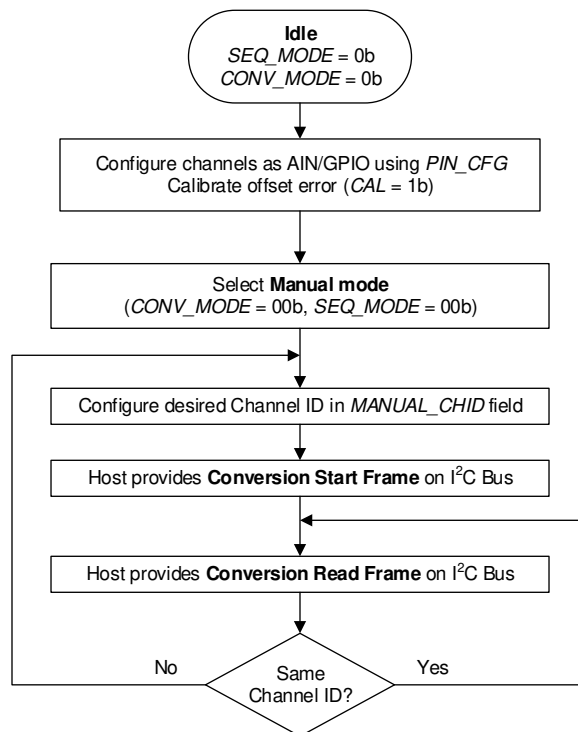 Idle
SEQ_MODE = 0b
CONV_MODE = 0b
Configure channels as AIN/GPIO using PIN_CFG
Calibrate offset error (CAL = 1b)
Select Manual mode
(CONV_MODE = 00b, SEQ_MODE = 00b)
Configure desired Channel ID in MANUAL_CHID field
Host provides Conversion Start Frame on I²C Bus
Host provides Conversion Read Frame on I²C Bus
No
Yes
Same
Channel ID?